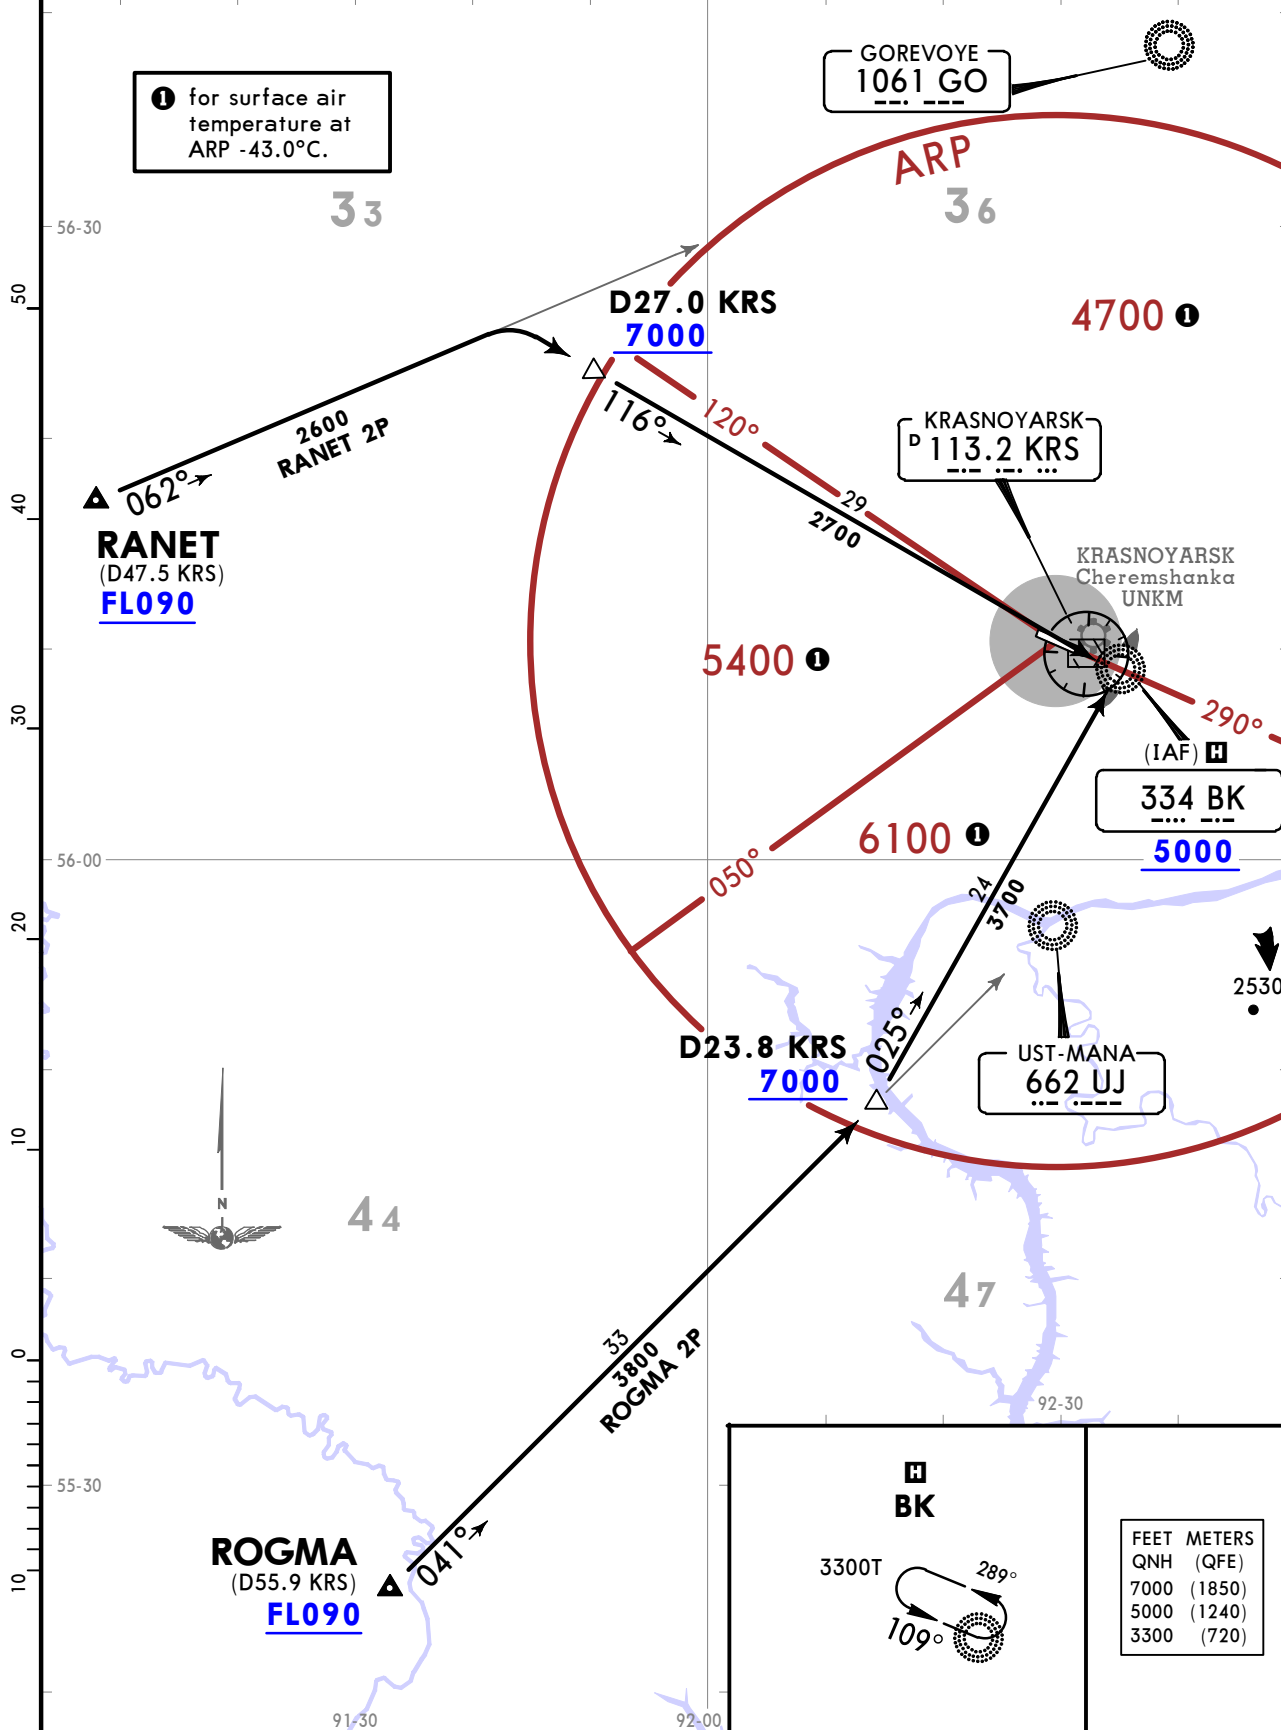 GOREVOYE
1061 GO
❶ for surface air
temperature at
ARP -43.0°C.
ARP
33
36
56-30
50
D27.0 KRS
7000
4700 ❶
116°
120°
KRASNOYARSK
D 113.2 KRS
2600
RANET 2P
062°
29
2700
40
RANET
(D47.5 KRS)
FL090
KRASNOYARSK
Cheremshanka
UNKM
5400 ❶
30
290°
(IAF) H
334 BK
5000
6100 ❶
56-00
050°
24
3700
20
2530
025°
D23.8 KRS
7000
UST-MANA
662 UJ
10
N
44
47
33
3800
ROGMA 2P
0
92-30
55-30
H
BK
ROGMA
(D55.9 KRS)
FL090
041°
10
3300T
289°
109°
FEET METERS
QNH (QFE)
7000 (1850)
5000 (1240)
3300 (720)
91-30
92-00